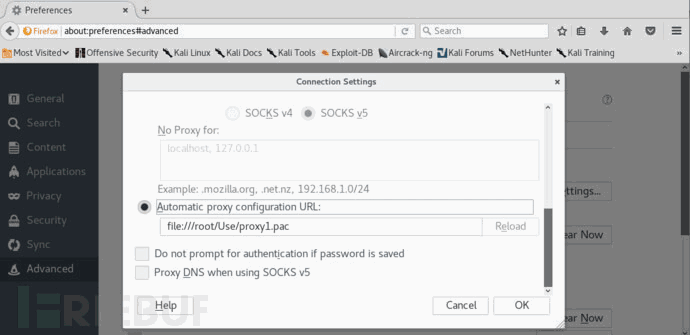 Preferences
Firefox
about:preferences#advanced
Search
Most Visited
Offensive Security
Kali Linux
Kali Docs
Kali Tools
Exploit-DB
Aircrack-ng
Kali Forums
NetHunter
Kali Training
General
Search
Content
Applications
Privacy
Security
Sync
Advanced
Connection Settings
SOCKS v4
SOCKS v5
No Proxy for:
localhost, 127.0.0.1
Example: .mozilla.org, .net.nz, 192.168.1.0/24
Automatic proxy configuration URL:
file:///root/Use/proxy1.pac
Reload
Do not prompt for authentication if password is saved
Proxy DNS when using SOCKS v5
Help
Cancel
OK
ettings...
ear Now
ear Now
FREEBUF